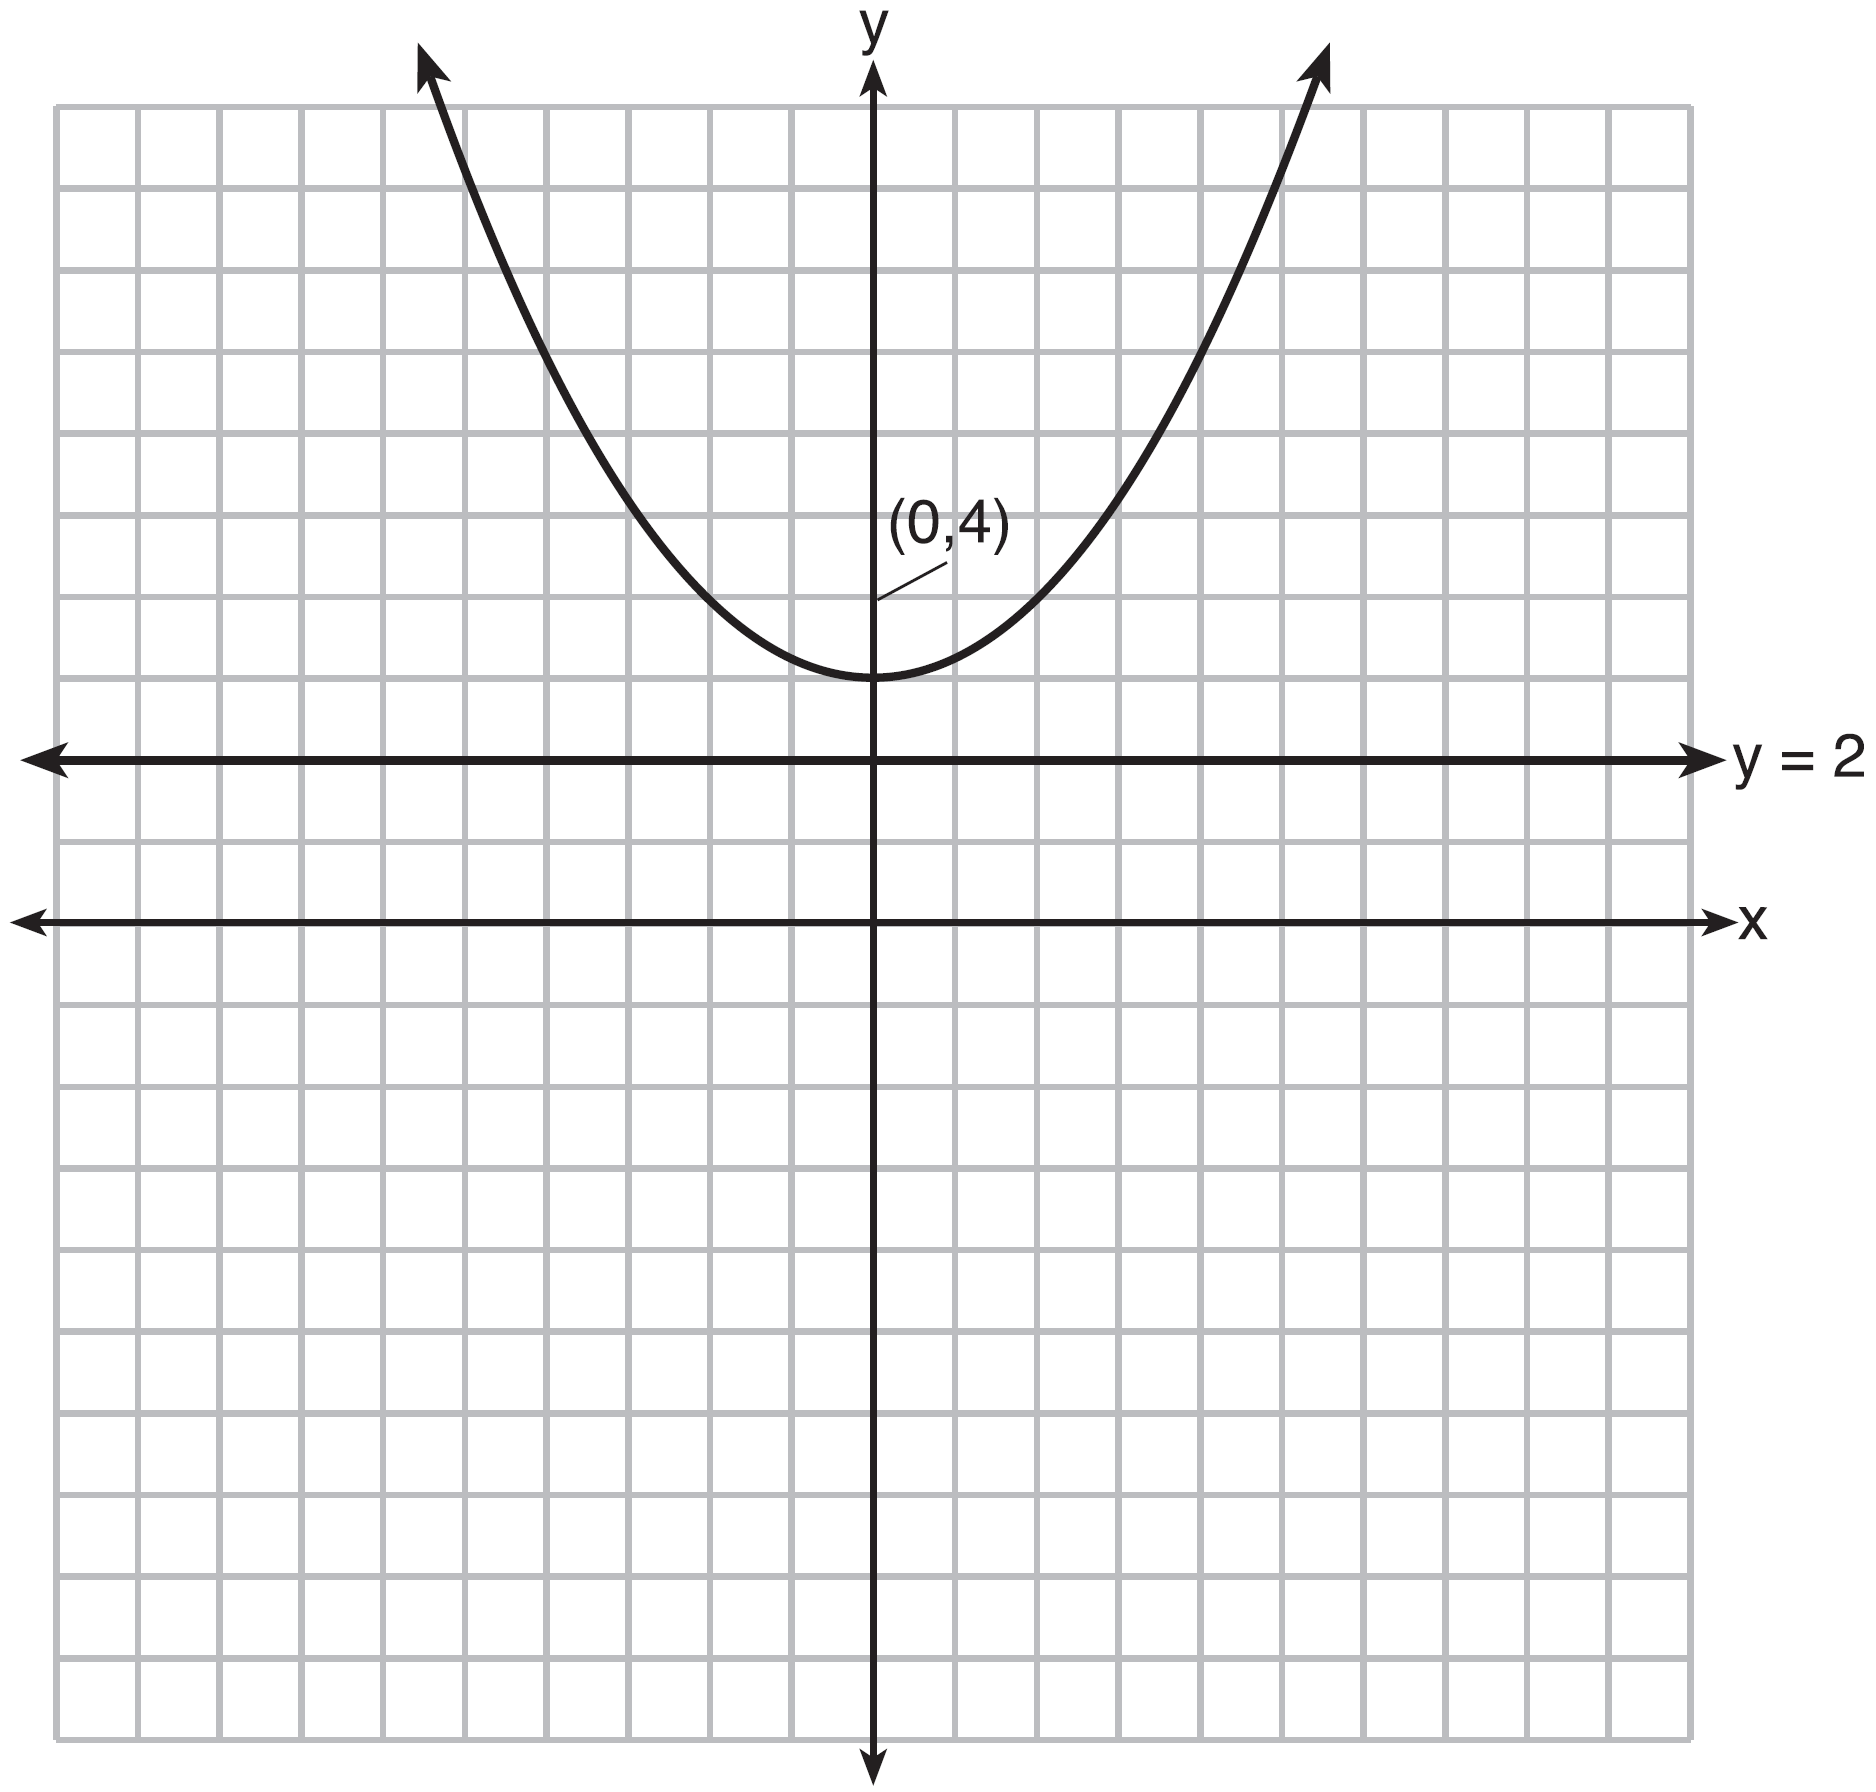 y
(0,4)
y = 2
x